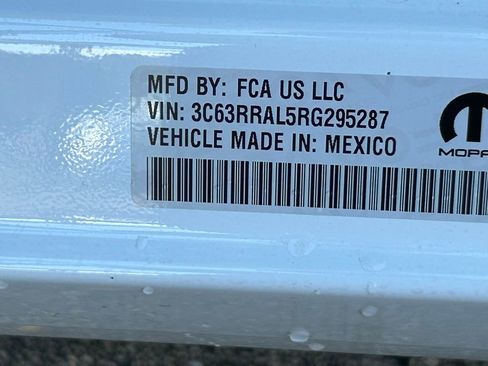 MFD BY: FCA US LLC
VIN: 3C63RRAL5RG295287
VEHICLE MADE IN: MEXICO